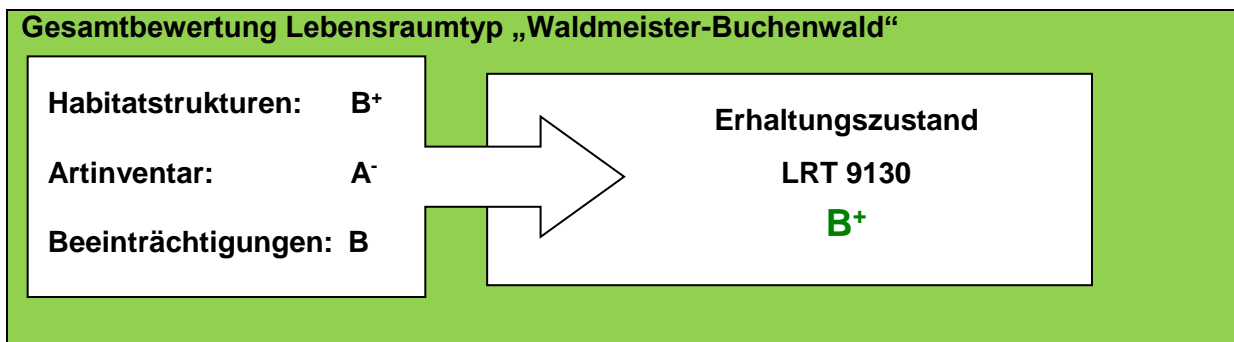 Gesamtbewertung Lebensraumtyp „Waldmeister-Buchenwald“
Habitatstrukturen: B⁺
Artinventar: A⁻
Beeinträchtigungen: B
Erhaltungszustand
LRT 9130
B⁺